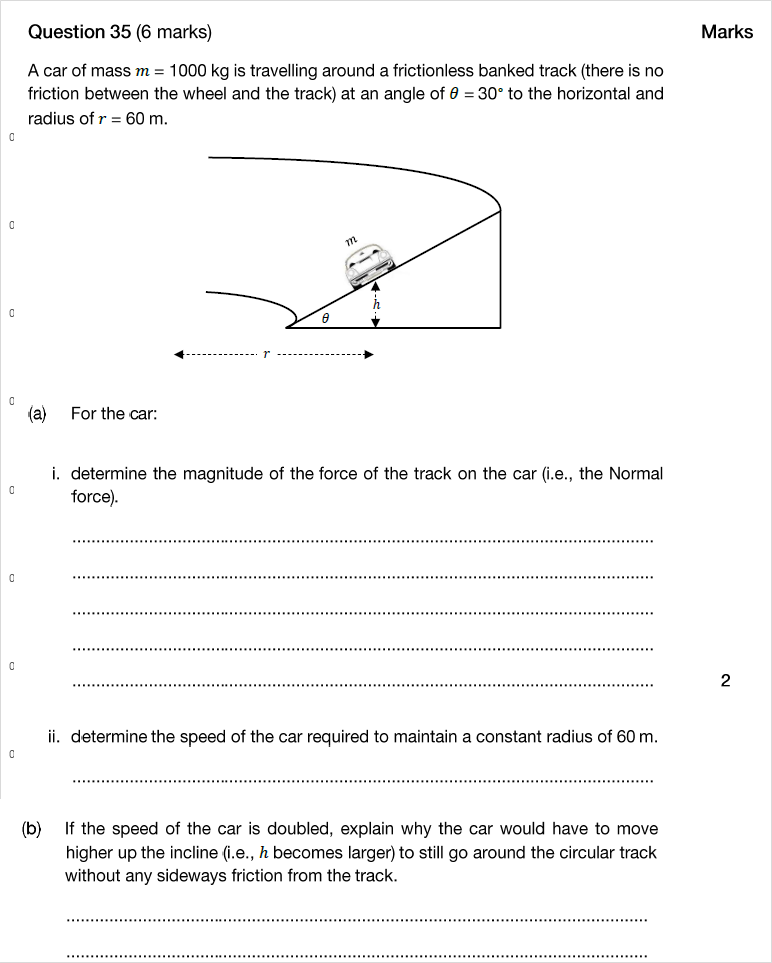 Question 35 (6 marks) Marks
A car of mass m = 1000 kg is travelling around a frictionless banked track (there is no
friction between the wheel and the track) at an angle of θ = 30° to the horizontal and
radius of r = 60 m.
m
h
θ
r
(a) For the car:
i. determine the magnitude of the force of the track on the car (i.e., the Normal
force).
2
ii. determine the speed of the car required to maintain a constant radius of 60 m.
(b) If the speed of the car is doubled, explain why the car would have to move
higher up the incline (i.e., h becomes larger) to still go around the circular track
without any sideways friction from the track.